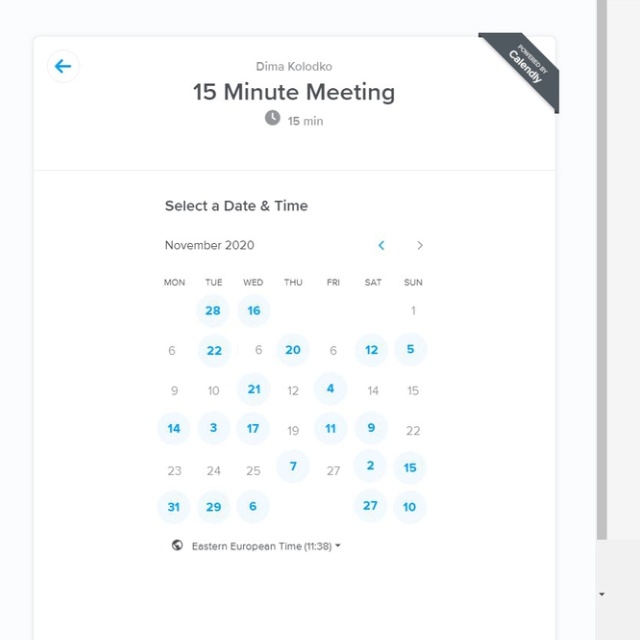 Dima Kolodko
POWERED BY
Calendly
15 Minute Meeting
15 min
Select a Date & Time
November 2020
MON TUE WED THU FRI SAT SUN
28 16 1
6 22 6 20 6 12 5
9 10 21 12 4 14 15
14 3 17 19 11 9 22
23 24 25 7 27 2 15
31 29 6 27 10
Eastern European Time (11:38)